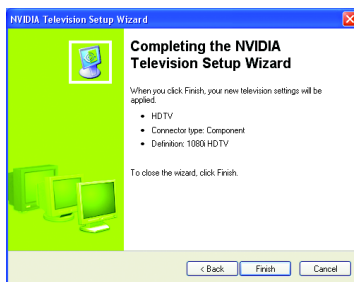 NVIDIA Television Setup Wizard
Completing the NVIDIA
Television Setup Wizard
When you click Finish, your new television settings will be
applied.
• HDTV
• Connector type: Component
• Definition: 1080i HDTV
To close the wizard, click Finish.
< Back
Finish
Cancel